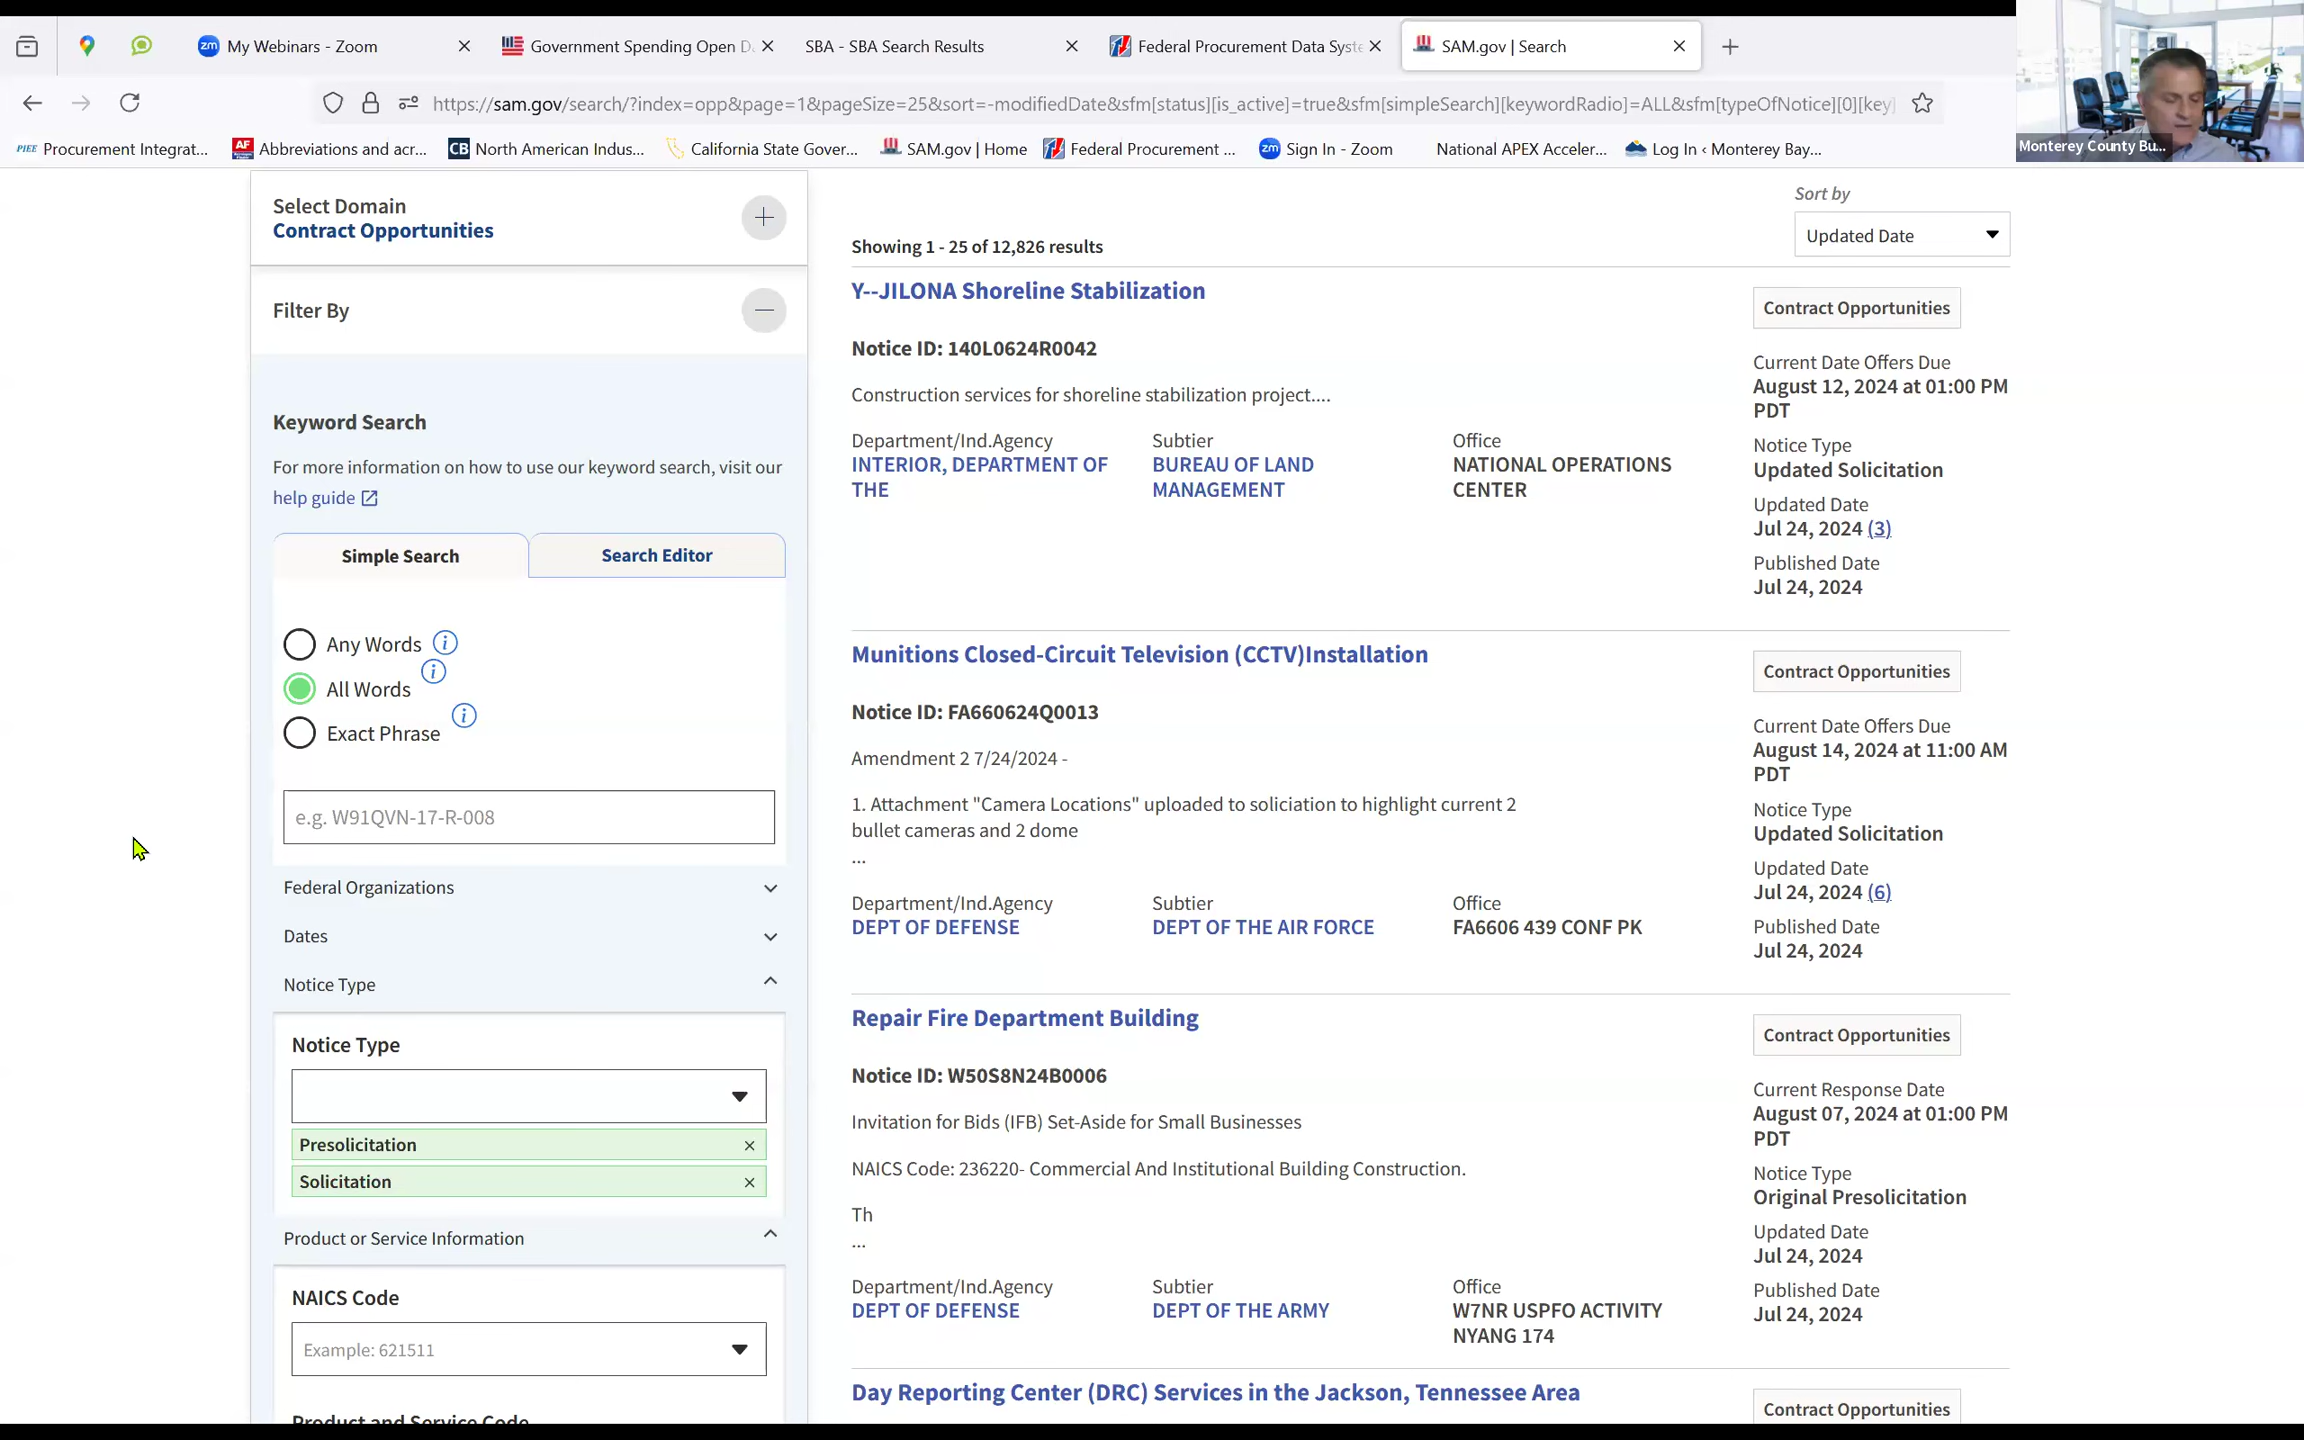 My Webinars - Zoom
Government Spending Open D
SBA - SBA Search Results
Federal Procurement Data Syste
SAM.gov | Search
https://sam.gov/search/?index=opp&page=1&pageSize=25&sort=-modifiedDate&sfm[status][is_active]=true&sfm[simpleSearch][keywordRadio]=ALL&sfm[typeOfNotice][0][key]
PIEE Procurement Integrat...
AF Abbreviations and acr...
CB North American Indus...
California State Gover...
SAM.gov | Home
Federal Procurement ...
zm Sign In - Zoom
National APEX Acceler...
Log In ‹ Monterey Bay...
Monterey County Bu...
Select Domain
Contract Opportunities
Filter By
Keyword Search
For more information on how to use our keyword search, visit our
help guide
Simple Search
Search Editor
Any Words
All Words
Exact Phrase
e.g. W91QVN-17-R-008
Federal Organizations
Dates
Notice Type
Notice Type
Presolicitation
Solicitation
Product or Service Information
NAICS Code
Example: 621511
Product and Service Code
Sort by
Updated Date
Showing 1 - 25 of 12,826 results
Y--JILONA Shoreline Stabilization
Notice ID: 140L0624R0042
Construction services for shoreline stabilization project....
Department/Ind.Agency
INTERIOR, DEPARTMENT OF
THE
Subtier
BUREAU OF LAND
MANAGEMENT
Office
NATIONAL OPERATIONS
CENTER
Contract Opportunities
Current Date Offers Due
August 12, 2024 at 01:00 PM
PDT
Notice Type
Updated Solicitation
Updated Date
Jul 24, 2024 (3)
Published Date
Jul 24, 2024
Munitions Closed-Circuit Television (CCTV)Installation
Notice ID: FA660624Q0013
Amendment 2 7/24/2024 -
1. Attachment "Camera Locations" uploaded to soliciation to highlight current 2
bullet cameras and 2 dome
...
Department/Ind.Agency
DEPT OF DEFENSE
Subtier
DEPT OF THE AIR FORCE
Office
FA6606 439 CONF PK
Contract Opportunities
Current Date Offers Due
August 14, 2024 at 11:00 AM
PDT
Notice Type
Updated Solicitation
Updated Date
Jul 24, 2024 (6)
Published Date
Jul 24, 2024
Repair Fire Department Building
Notice ID: W50S8N24B0006
Invitation for Bids (IFB) Set-Aside for Small Businesses
NAICS Code: 236220- Commercial And Institutional Building Construction.
Th
...
Department/Ind.Agency
DEPT OF DEFENSE
Subtier
DEPT OF THE ARMY
Office
W7NR USPFO ACTIVITY
NYANG 174
Contract Opportunities
Current Response Date
August 07, 2024 at 01:00 PM
PDT
Notice Type
Original Presolicitation
Updated Date
Jul 24, 2024
Published Date
Jul 24, 2024
Day Reporting Center (DRC) Services in the Jackson, Tennessee Area
Contract Opportunities